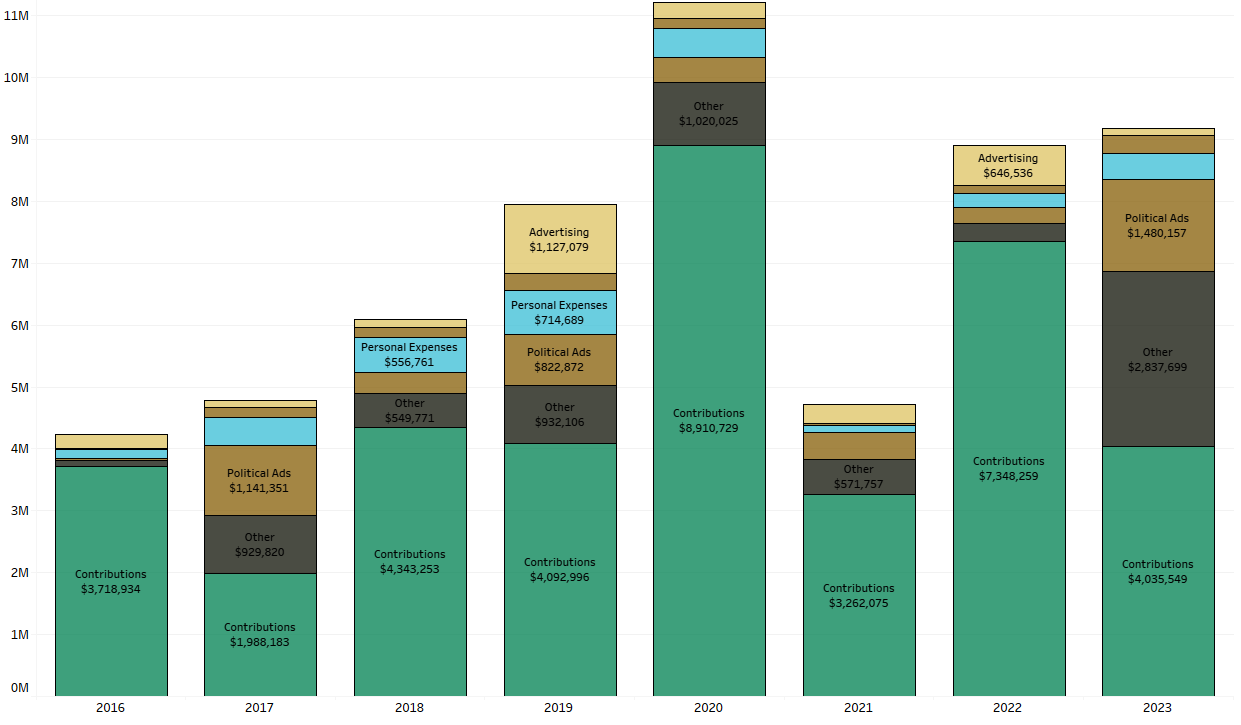 11M
10M
9M
8M
7M
6M
5M
4M
3M
2M
1M
0M
Contributions
$3,718,934
Political Ads
$1,141,351
Other
$929,820
Contributions
$1,988,183
Personal Expenses
$556,761
Other
$549,771
Contributions
$4,343,253
Advertising
$1,127,079
Personal Expenses
$714,689
Political Ads
$822,872
Other
$932,106
Contributions
$4,092,996
Other
$1,020,025
Contributions
$8,910,729
Other
$571,757
Contributions
$3,262,075
Advertising
$646,536
Contributions
$7,348,259
Political Ads
$1,480,157
Other
$2,837,699
Contributions
$4,035,549
2016
2017
2018
2019
2020
2021
2022
2023